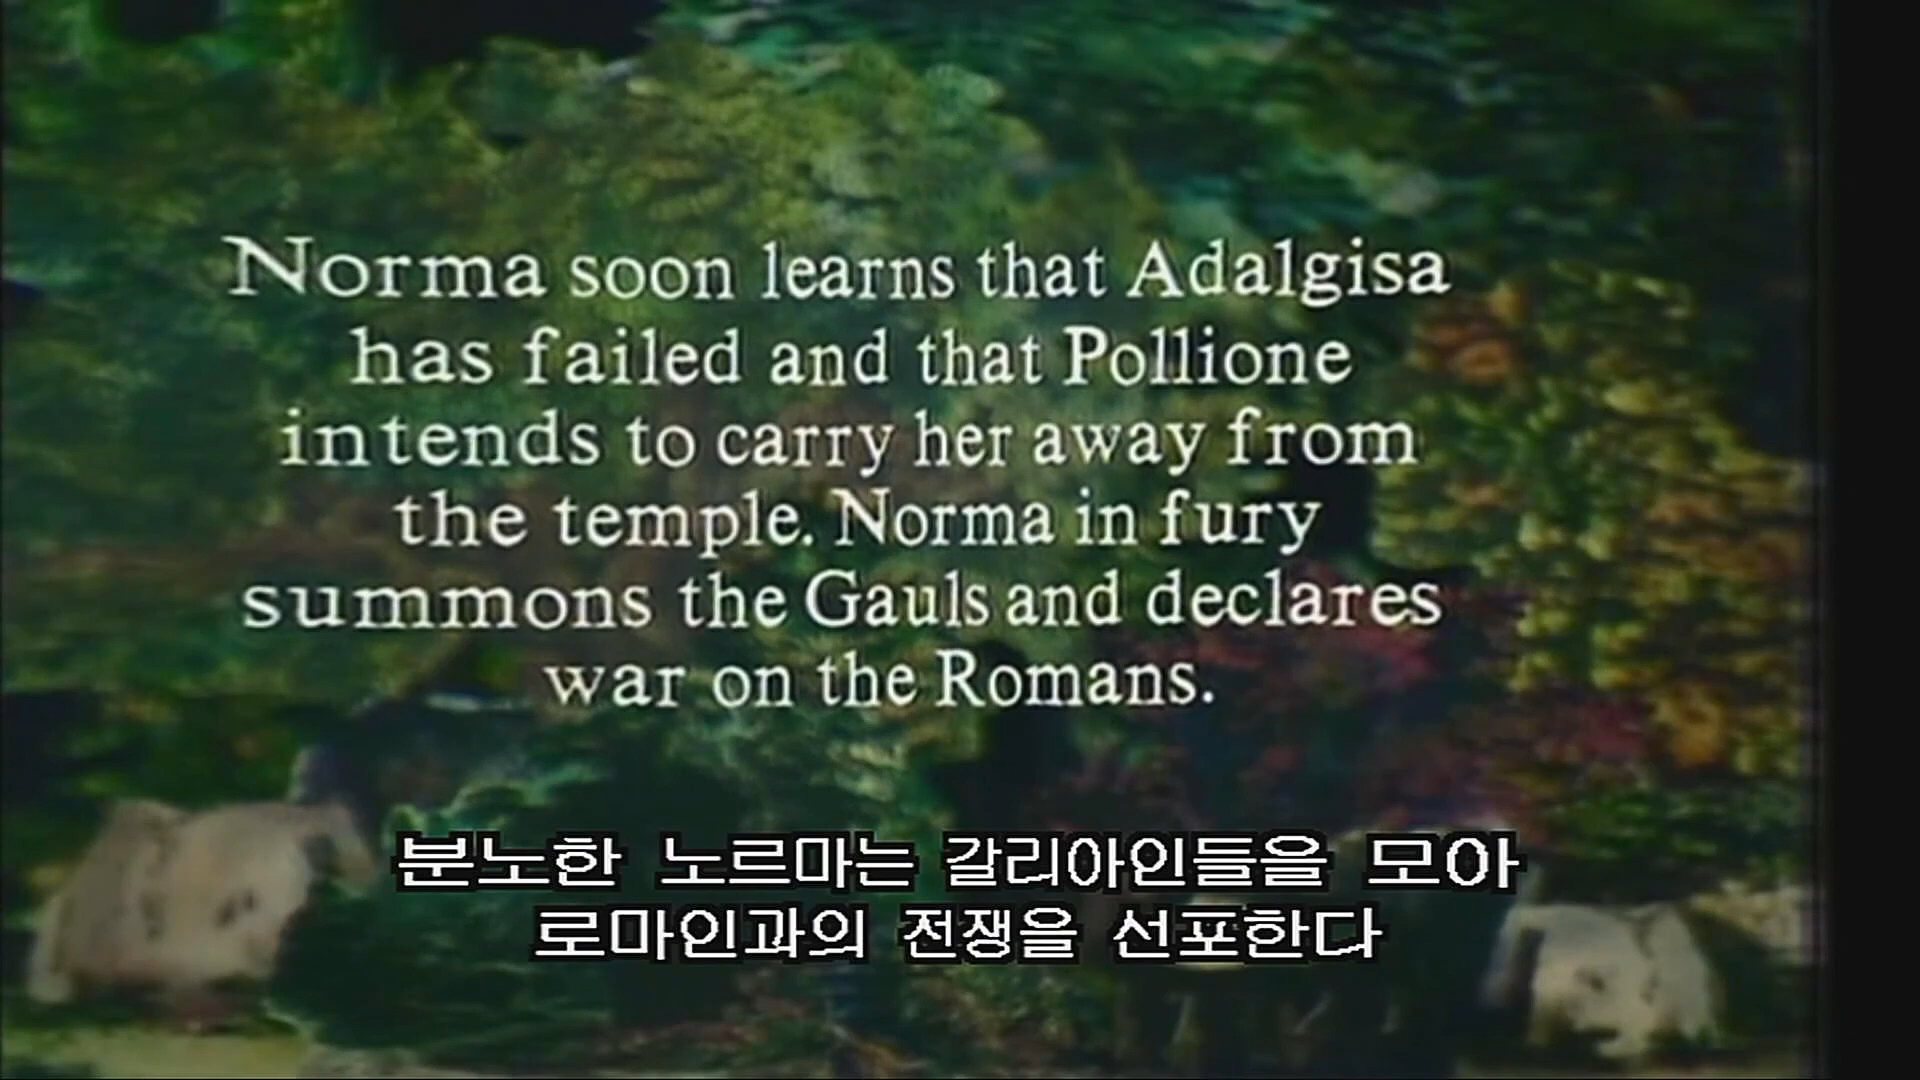 Norma soon learns that Adalgisa
has failed and that Pollione
intends to carry her away from
the temple. Norma in fury
summons the Gauls and declares
war on the Romans.
분노한 노르마는 갈리아인들을 모아
로마인과의 전쟁을 선포한다